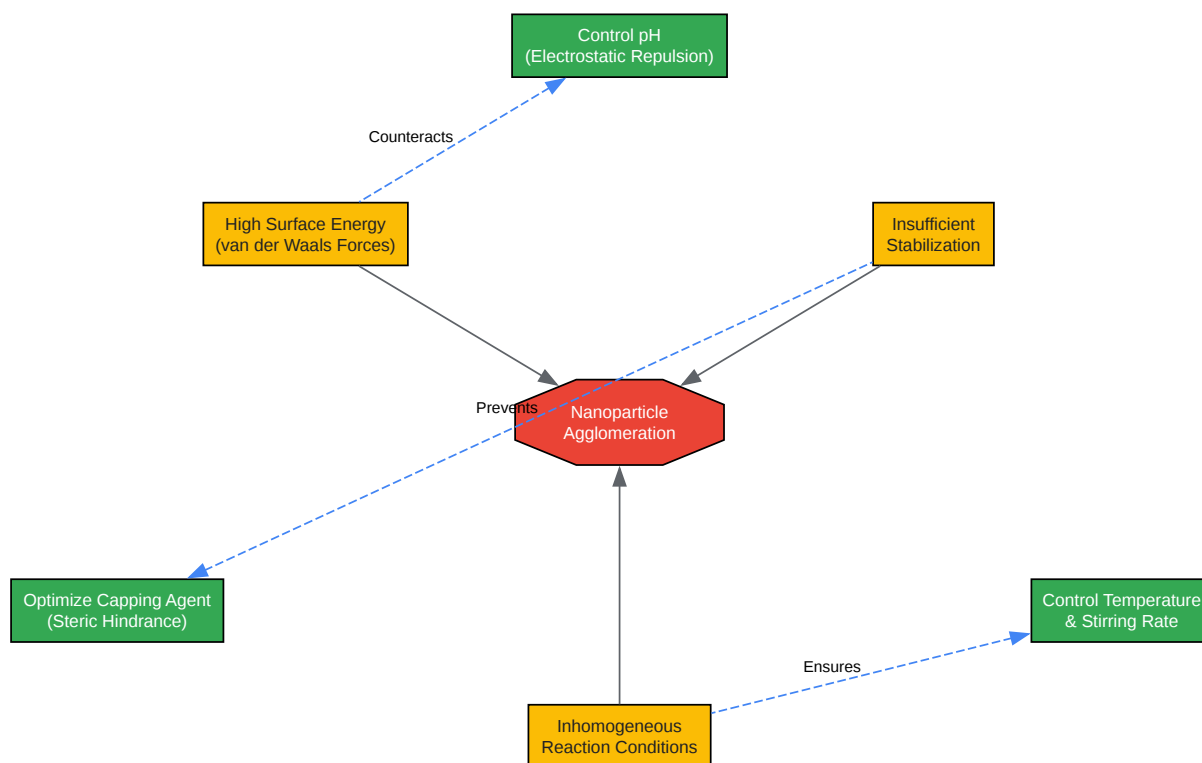 Control pH
(Electrostatic Repulsion)
Counteracts
High Surface Energy
(van der Waals Forces)
Insufficient
Stabilization
Prevents
Nanoparticle
Agglomeration
Optimize Capping Agent
(Steric Hindrance)
Control Temperature
& Stirring Rate
Ensures
Inhomogeneous
Reaction Conditions